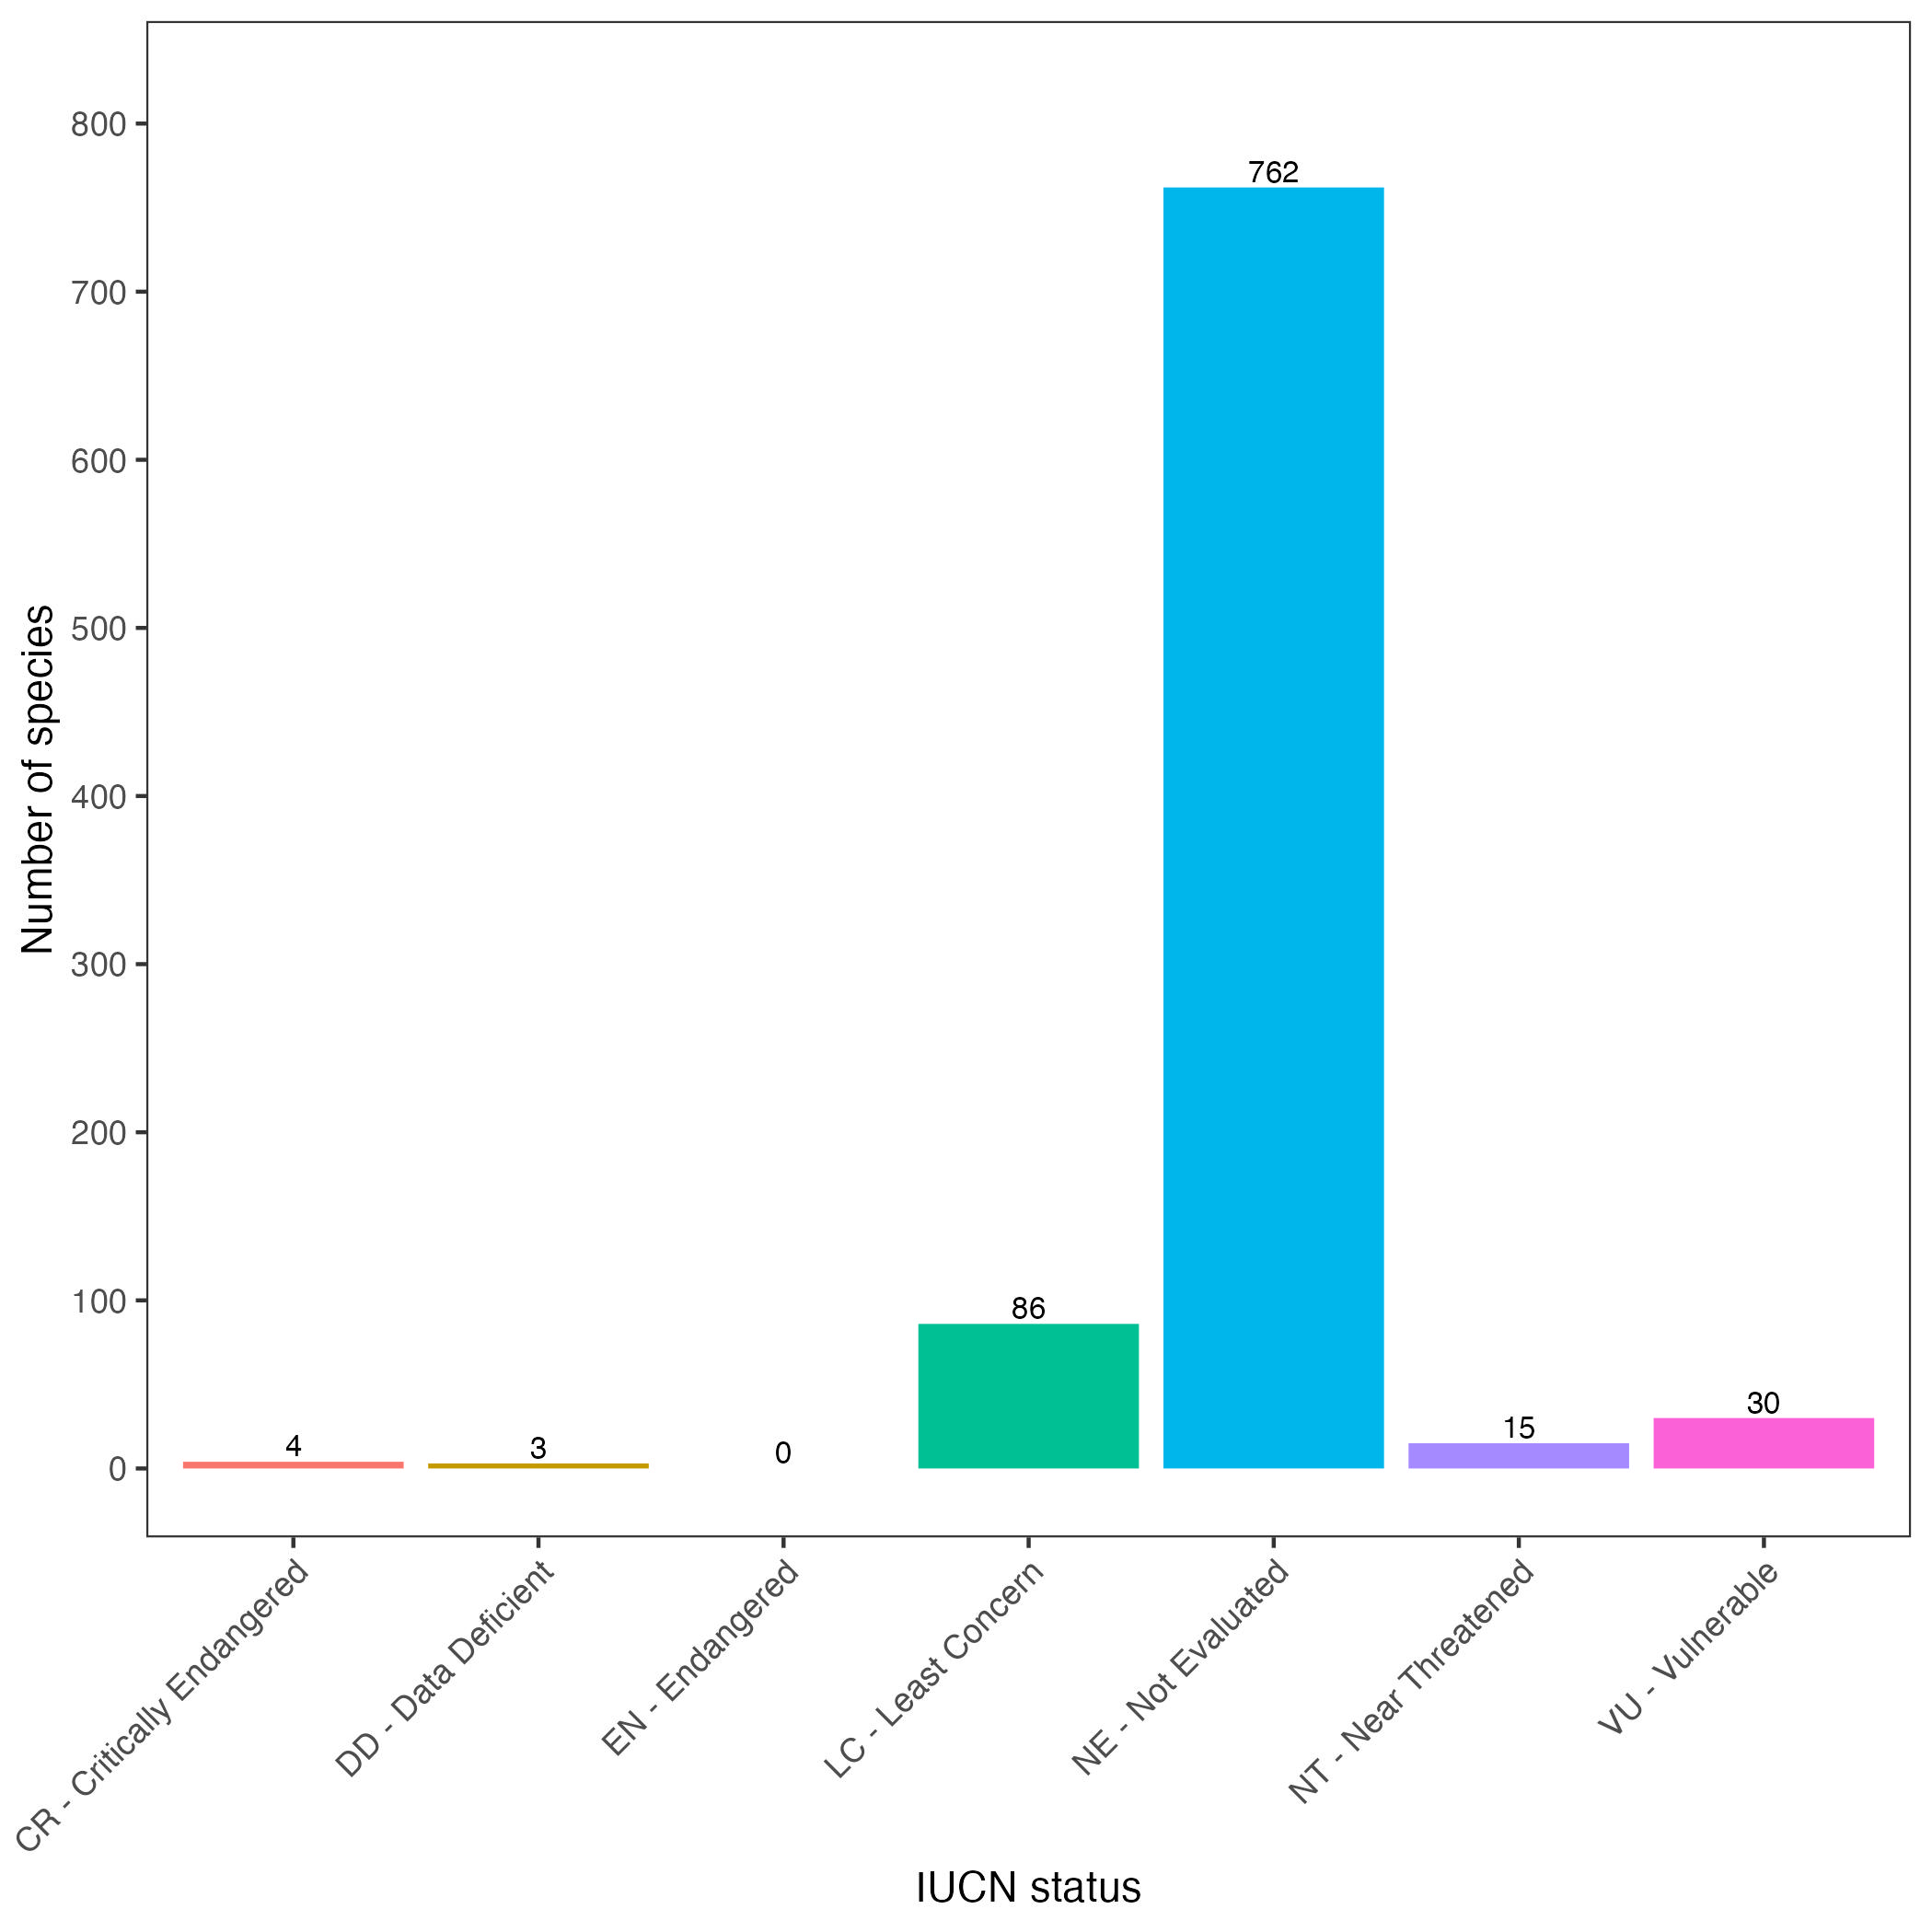 Number of species
800
700
600
500
400
300
200
100
0
4
3
0
86
762
15
30
CR - Critically Endangered
DD - Data Deficient
EN - Endangered
LC - Least Concern
NE - Not Evaluated
NT - Near Threatened
VU - Vulnerable
IUCN status